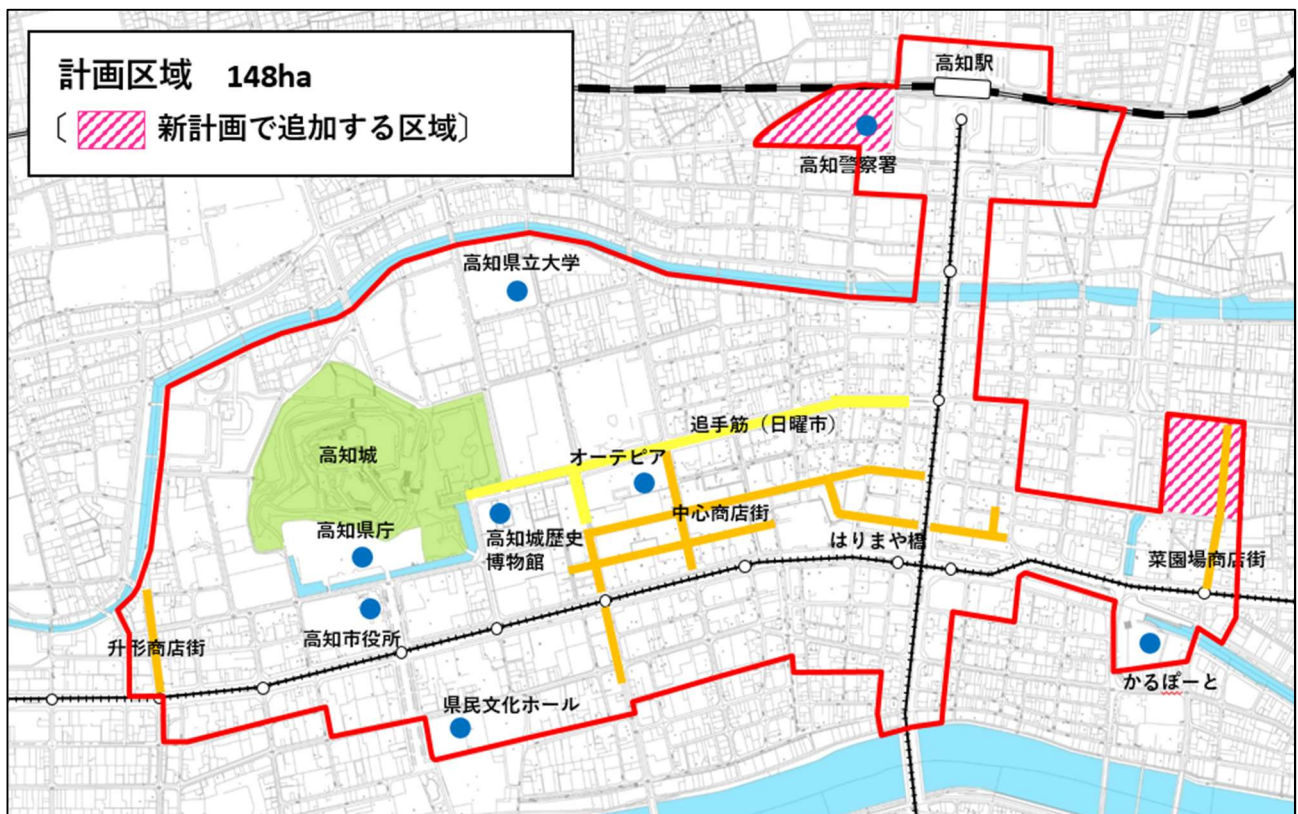 計画区域 148ha
〔 新計画で追加する区域〕
高知駅
高知警察署
高知県立大学
追手筋（日曜市）
高知城
オーテピア
中心商店街
高知県庁
高知城歴史
博物館
はりまや橋
菜園場商店街
高知市役所
升形商店街
かるぽーと
県民文化ホール